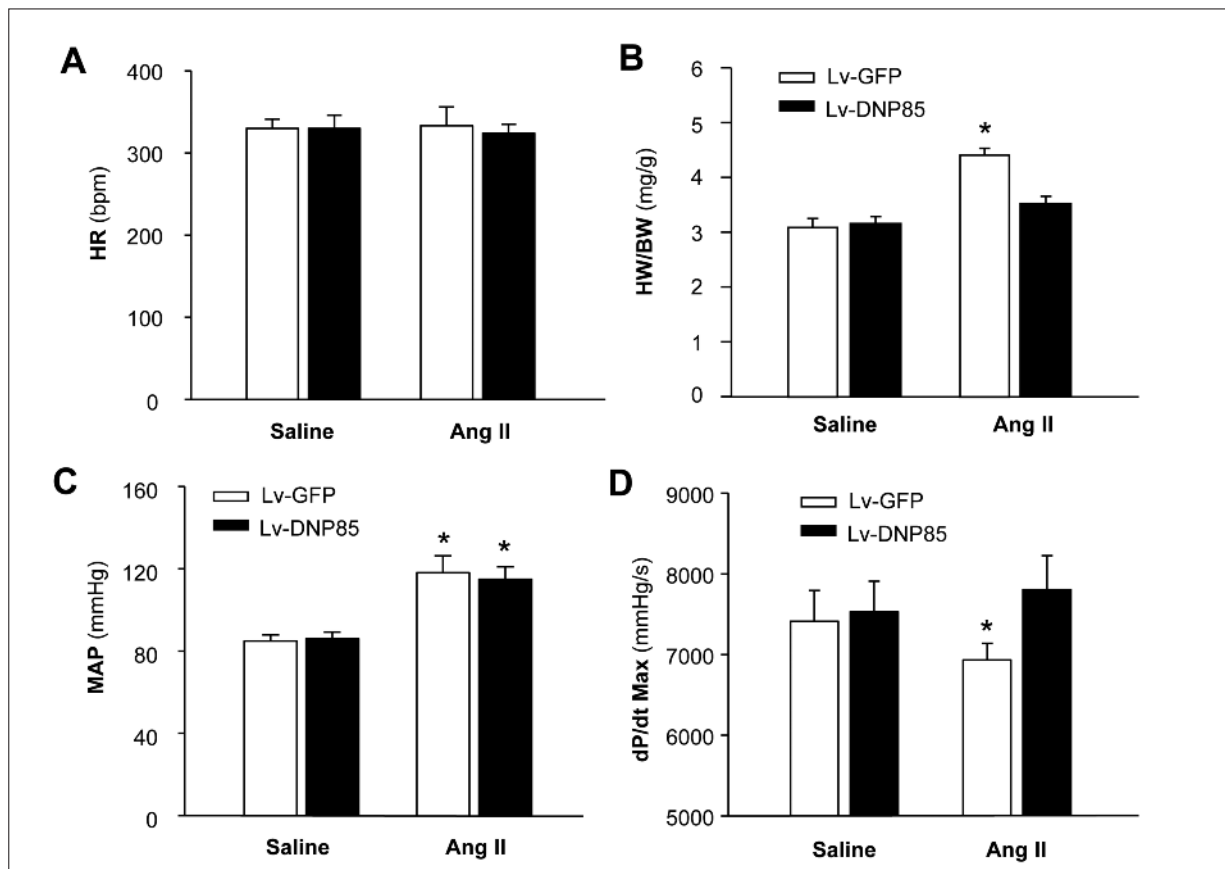 A
HR (bpm)
400
300
200
100
0
Saline
Ang II
B
Lv-GFP
Lv-DNP85
HW/BW (mg/g)
6
5
4
3
2
1
0
*
Saline
Ang II
C
Lv-GFP
Lv-DNP85
MAP (mmHg)
160
120
80
40
0
*
*
Saline
Ang II
D
Lv-GFP
Lv-DNP85
dP/dt Max (mmHg/s)
9000
8000
7000
6000
5000
*
Saline
Ang II